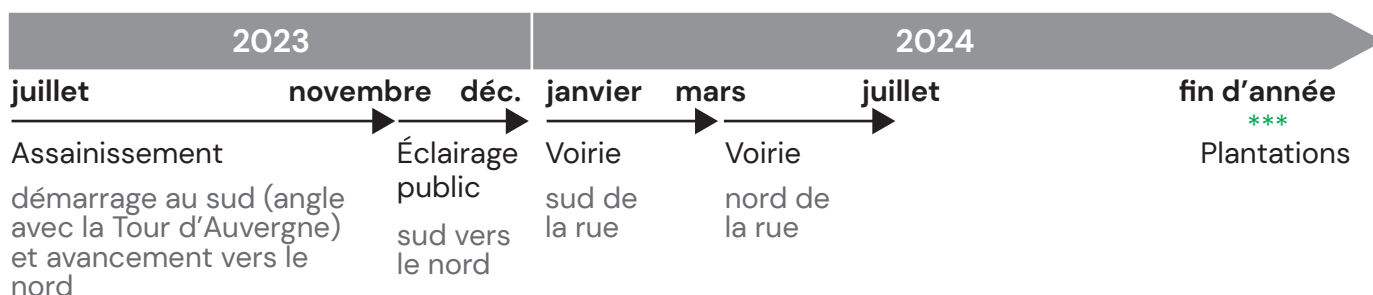 2023
2024
juillet
novembre
déc.
janvier
mars
juillet
fin d'année
***
Assainissement
démarrage au sud (angle
avec la Tour d'Auvergne)
et avancement vers le
nord
Éclairage
public
sud vers
le nord
Voirie
sud de
la rue
Voirie
nord de
la rue
Plantations